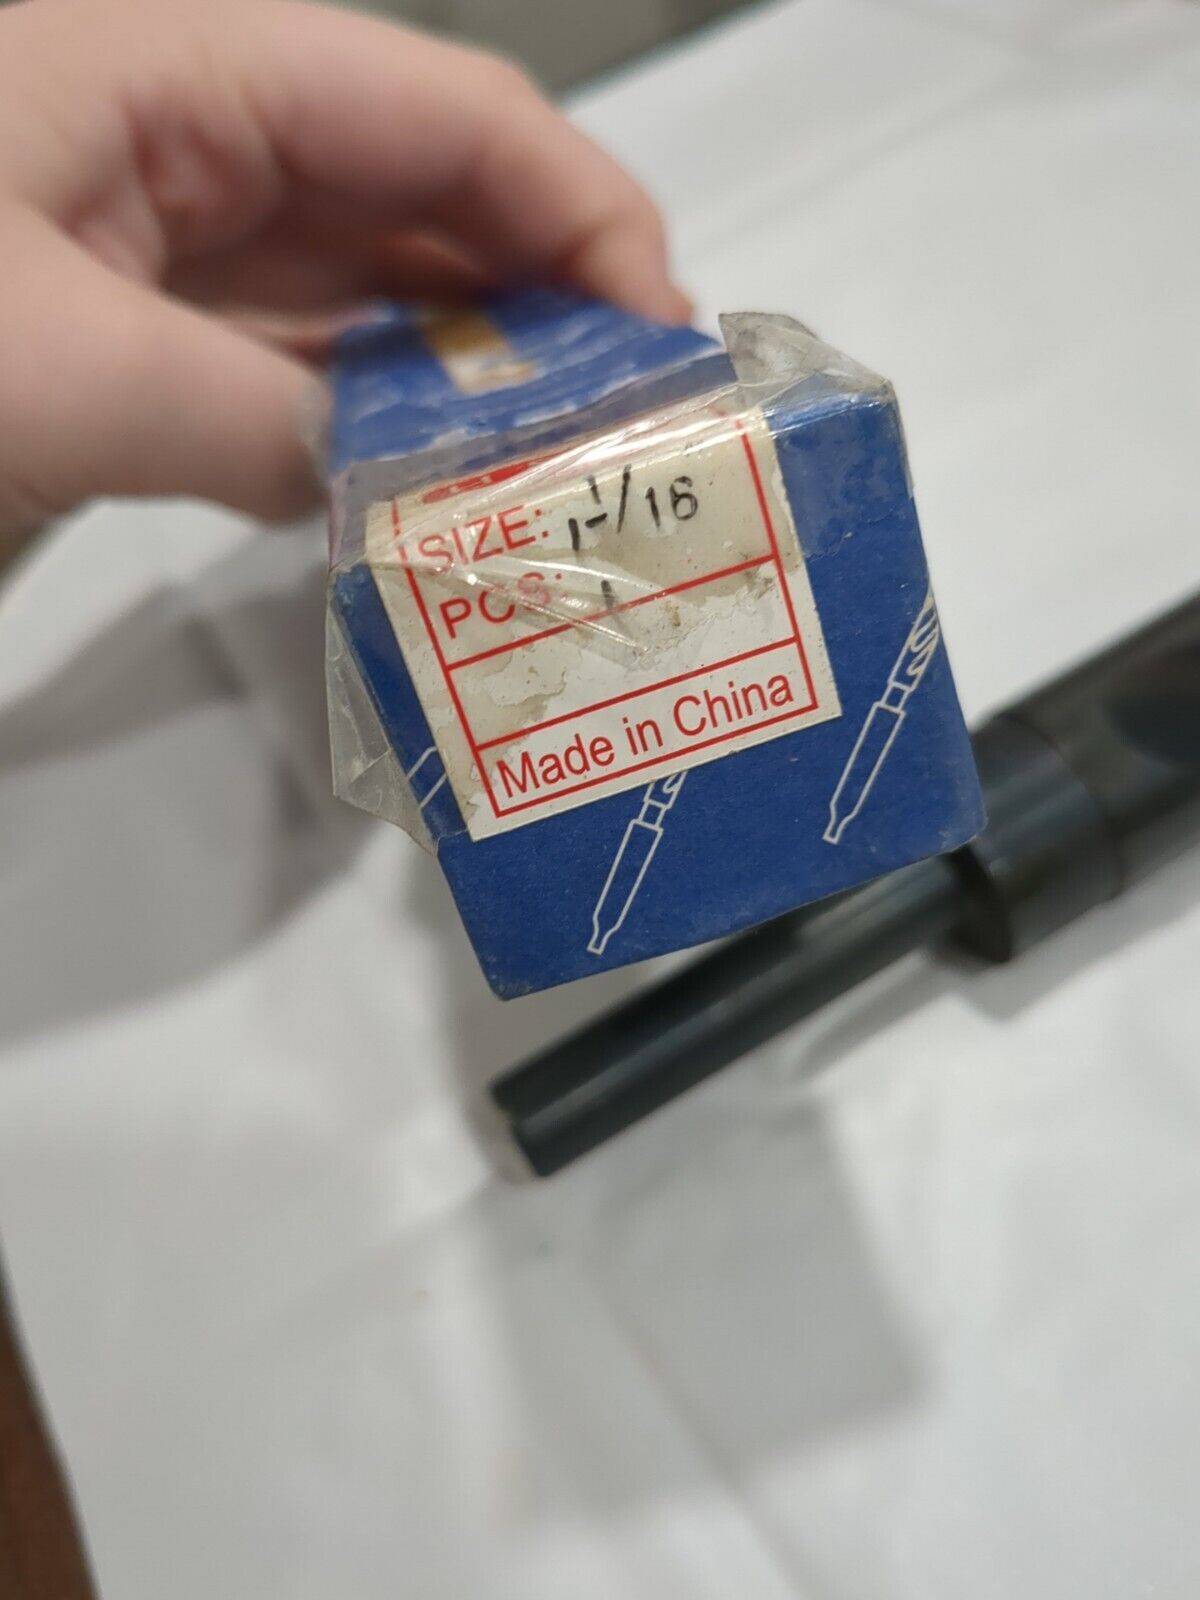 SIZE: 1-1/16
PCS: 1
Made in China